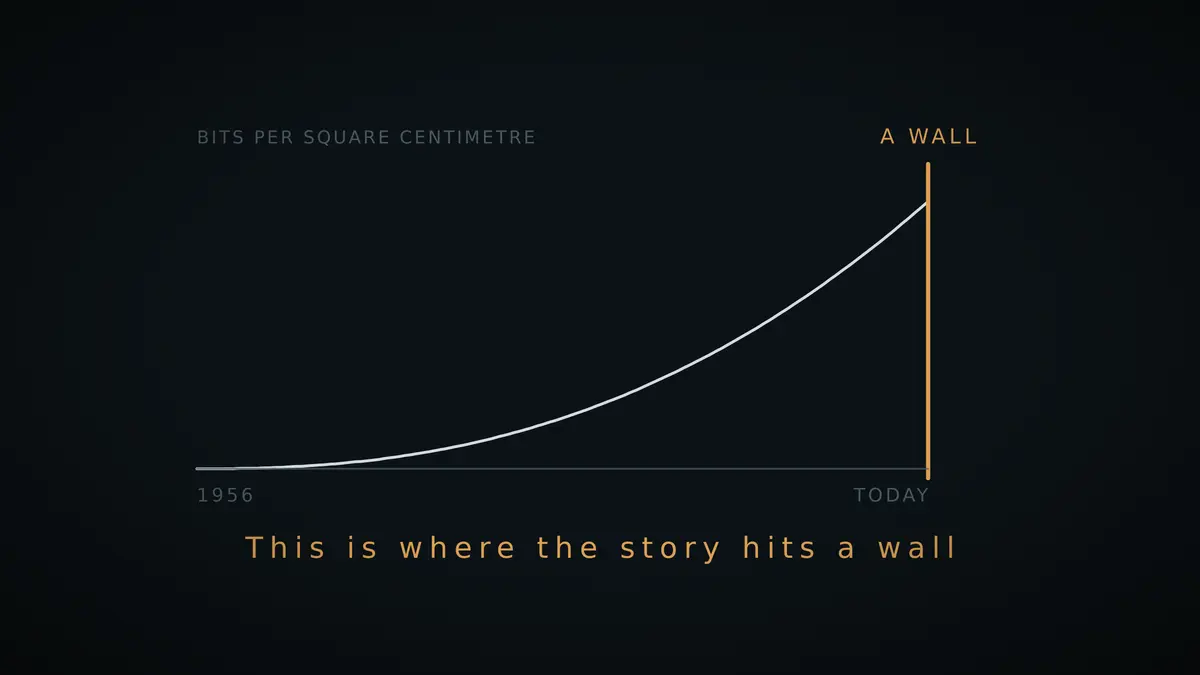 BITS PER SQUARE CENTIMETRE
A WALL
1956
TODAY
This is where the story hits a wall